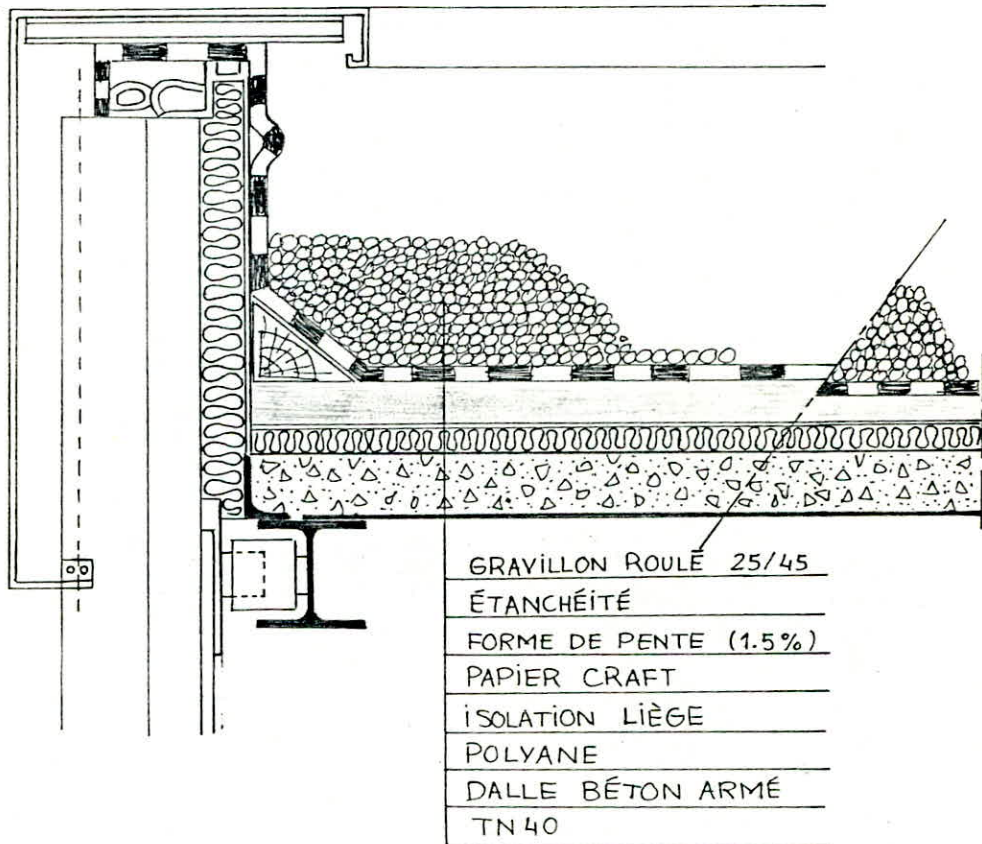 GRAVILLON ROULÉ 25/45
ÉTANCHÉITÉ
FORME DE PENTE (1.5%)
PAPIER CRAFT
iSOLATION LIÈGE
POLYANE
DALLE BÉTON ARMÉ
TN 40